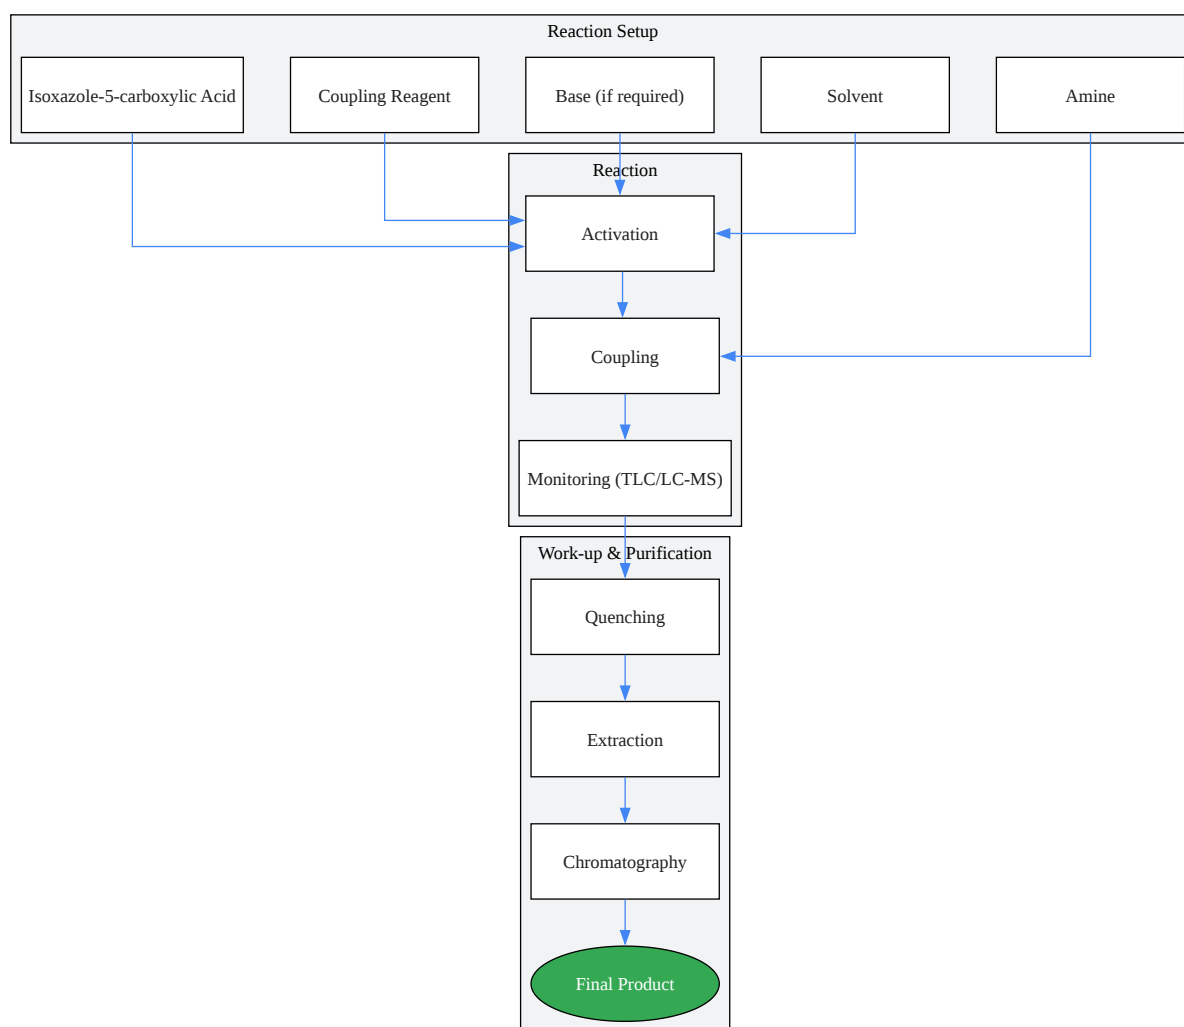 Reaction Setup
Isoxazole-5-carboxylic Acid
Coupling Reagent
Base (if required)
Solvent
Amine
Reaction
Activation
Coupling
Monitoring (TLC/LC-MS)
Work-up & Purification
Quenching
Extraction
Chromatography
Final Product